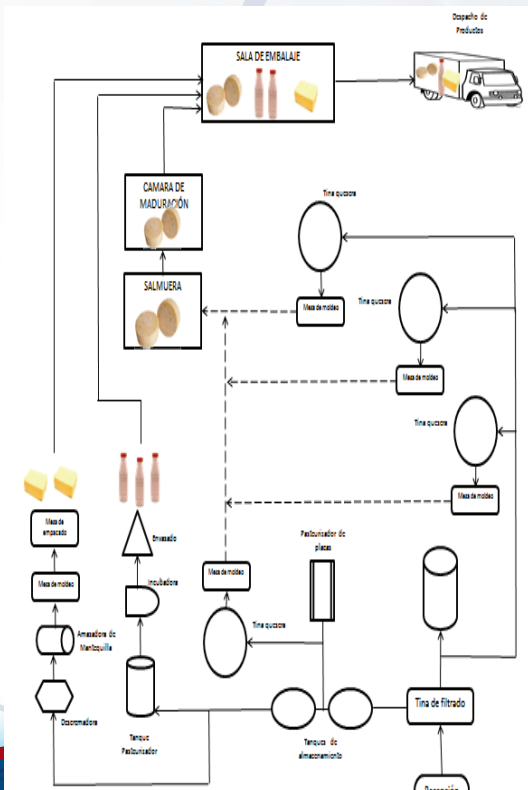 Despacho de
Productos
SALA DE EMBALAJE
CAMARA DE
MADURACIÓN
SALMUERA
Tina quesera
Mesa de moldeo
Tina quesera
Mesa de moldeo
Tina quesera
Mesa de moldeo
Pasteurizador de
placas
Mesa de
empacado
Envasado
Mesa de moldeo
Incubadora
Mesa de moldeo
Amasadora de
Mantequilla
Tina quesera
Descremadora
Tanque
Pasteurizador
Tanques de
almacenamiento
Tina de filtrado
Recepción